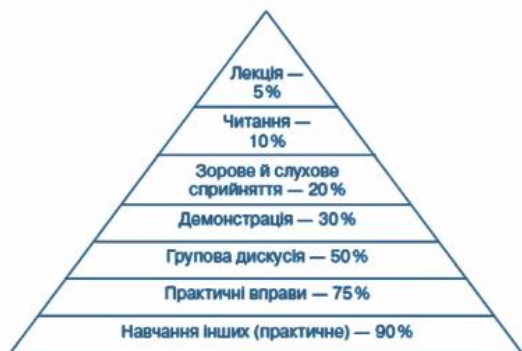 Лекція —
5%
Читання —
10%
Зорове й слухове
сприйняття — 20%
Демонстрація — 30%
Групова дискусія — 50%
Практичні вправи — 75%
Навчання інших (практичне) — 90%